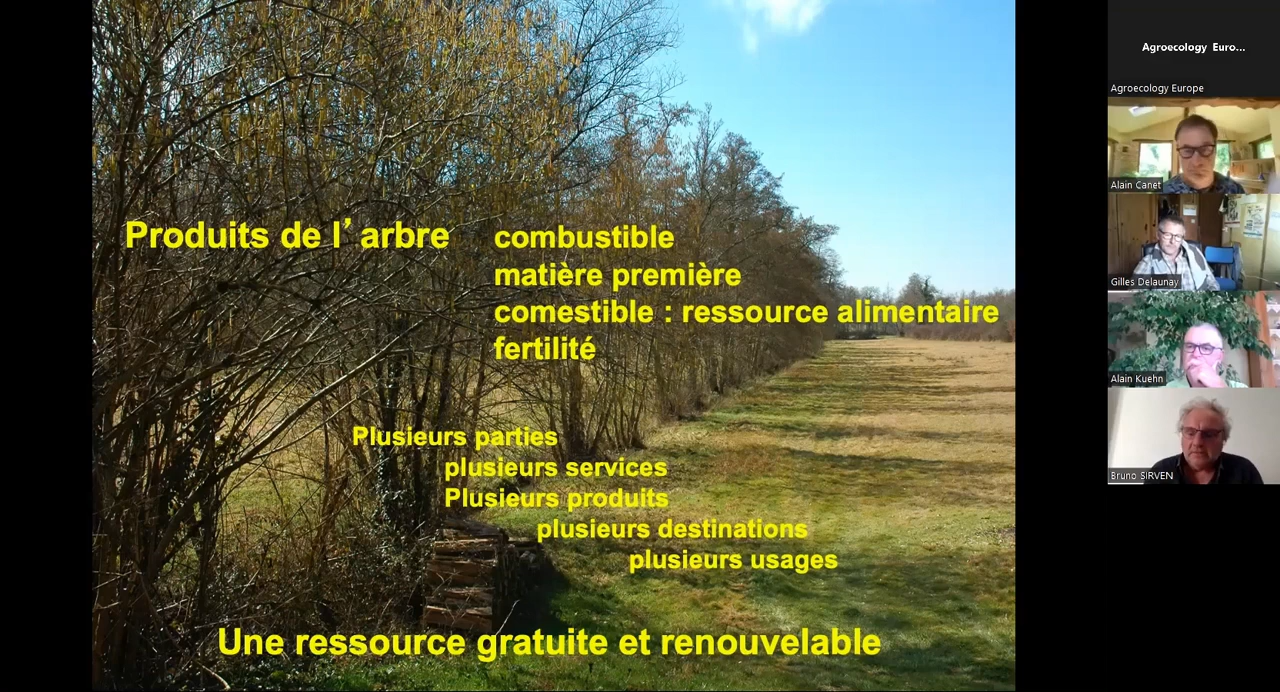 Produits de l’arbre
combustible
matière première
comestible : ressource alimentaire
fertilité
Plusieurs parties
plusieurs services
Plusieurs produits
plusieurs destinations
plusieurs usages
Une ressource gratuite et renouvelable
Agroecology Euro...
Agroecology Europe
Alain Canet
Gilles Delaunay
Alain Kuehn
Bruno SIRVEN